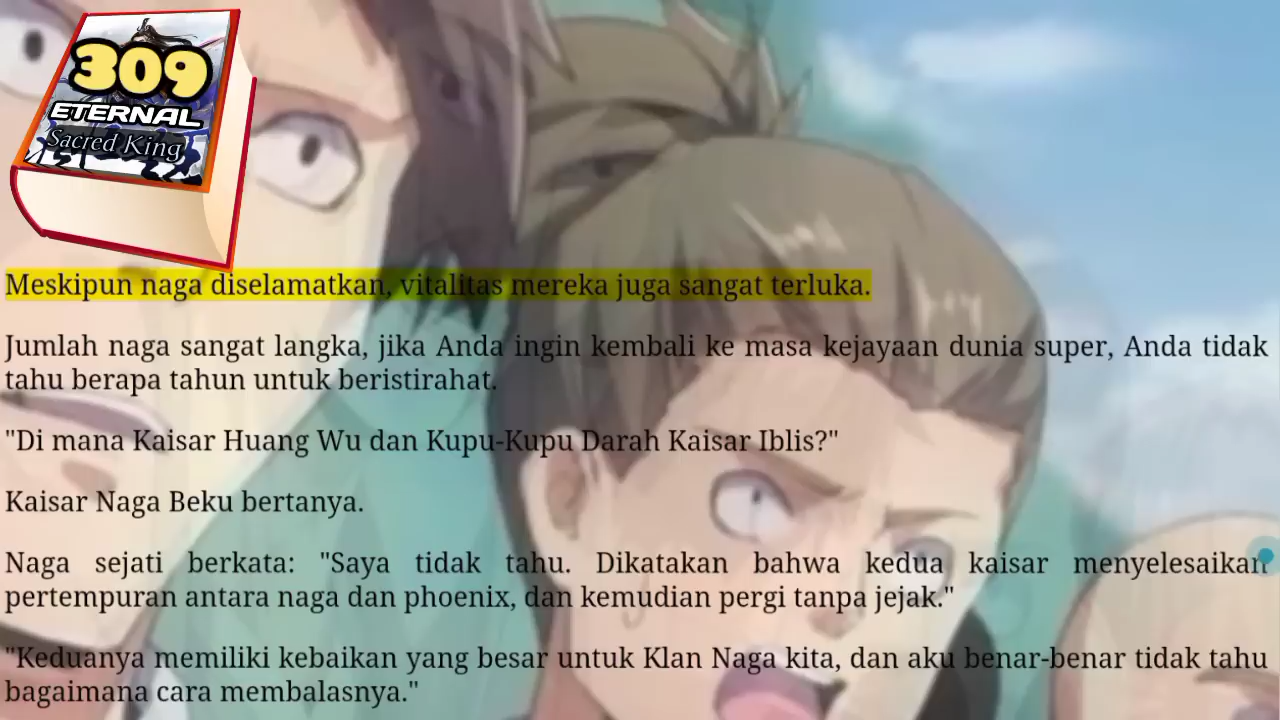 309
ETERNAL
Sacred King
Meskipun naga diselamatkan, vitalitas mereka juga sangat terluka.
Jumlah naga sangat langka, jika Anda ingin kembali ke masa kejayaan dunia super, Anda tidak
tahu berapa tahun untuk beristirahat.
"Di mana Kaisar Huang Wu dan Kupu-Kupu Darah Kaisar Iblis?"
Kaisar Naga Beku bertanya.
Naga sejati berkata: "Saya tidak tahu. Dikatakan bahwa kedua kaisar menyelesaikan
pertempuran antara naga dan phoenix, dan kemudian pergi tanpa jejak."
"Keduanya memiliki kebaikan yang besar untuk Klan Naga kita, dan aku benar-benar tidak tahu
bagaimana cara membalasnya."